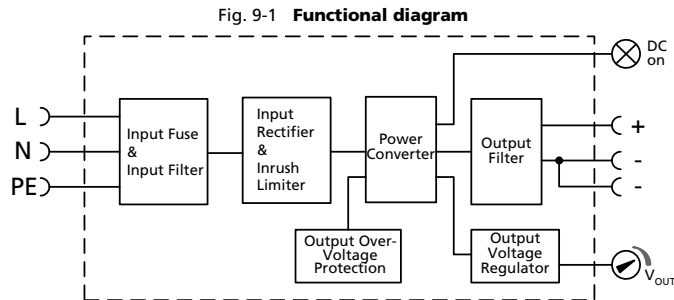 Fig. 9-1 Functional diagram
DC
on
L
N
PE
Input Fuse
&
Input Filter
Input
Rectifier
&
Inrush
Limiter
Power
Converter
Output
Filter
+
-
-
Output Over-
Voltage
Protection
Output
Voltage
Regulator
VOUT